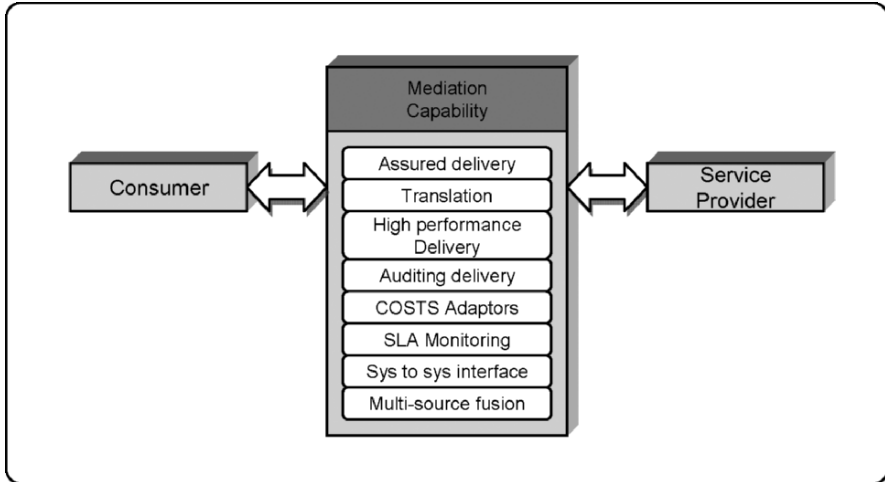 Mediation
Capability
Consumer
Assured delivery
Translation
High performance
Delivery
Auditing delivery
COSTS Adaptors
SLA Monitoring
Sys to sys interface
Multi-source fusion
Service
Provider